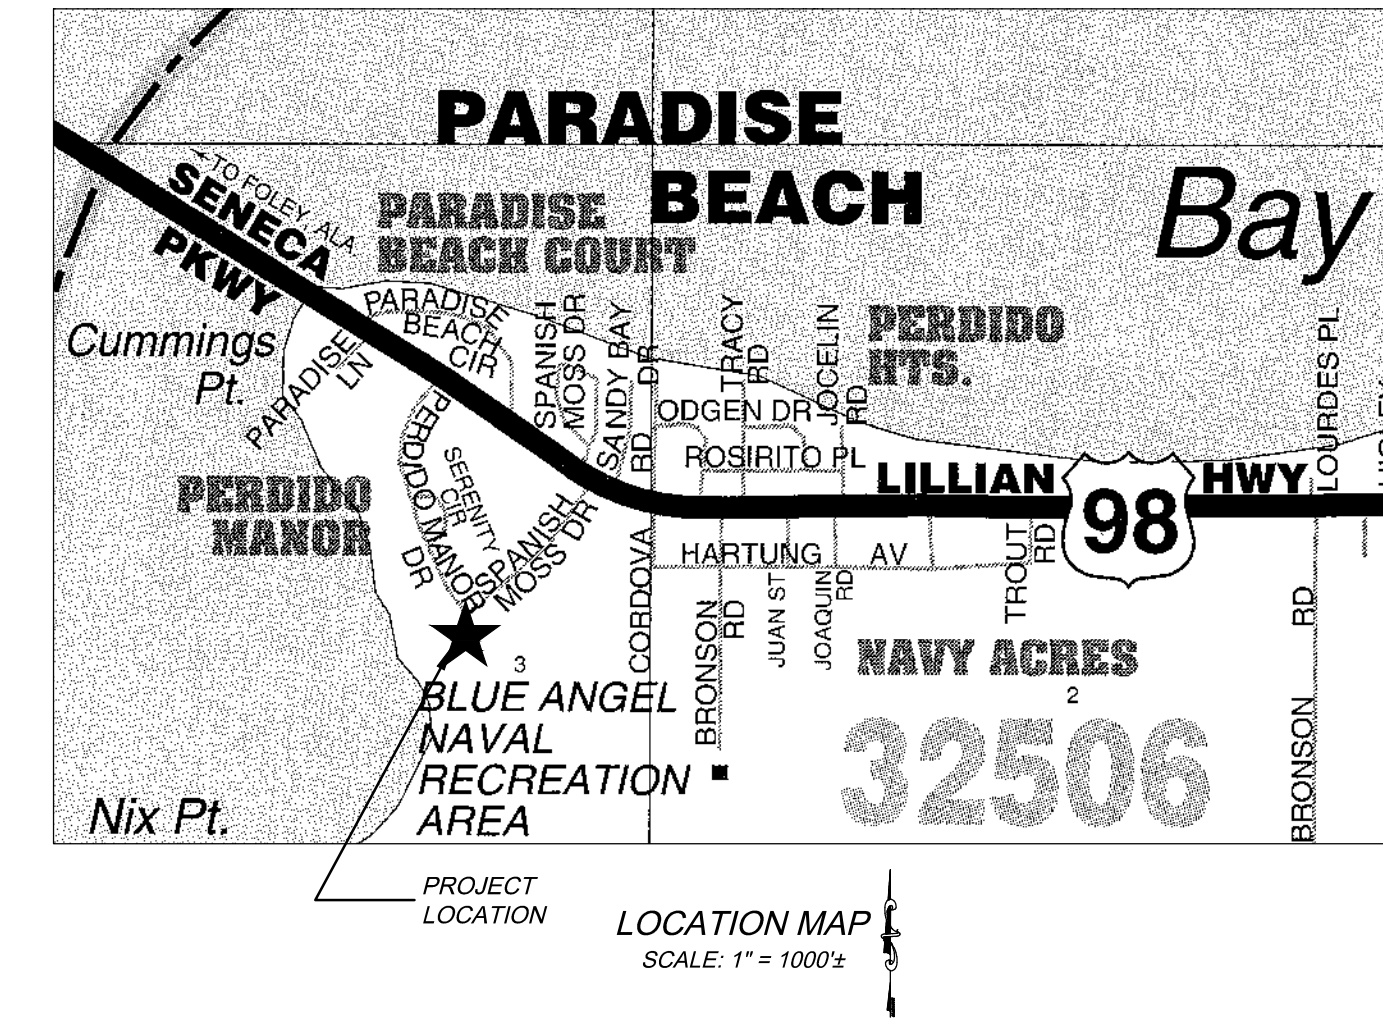 PARADISE
BEACH
Bay
←TO FOLEY ALA
SENECA
PKWY
PARADISE
BEACH COURT
Cummings
Pt.
PARADISE
LN
PARADISE
BEACH
CIR
SPANISH
MOSS DR
SANDY BAY
DR
TRACY
RD
JOCELIN
RD
PERDIDO
HTS.
LOURDES PL
ODGEN DR
ROSIRITO PL
RD
PERDIDO MANOR
DR
SERENITY
CIR
SPANISH
MOSS DR
PERDIDO
MANOR
LILLIAN
98
HWY
CORDOVA
HARTUNG AV
TROUT
RD
BRONSON
RD
JUAN ST
JOAQUIN
RD
NAVY ACRES
2
32506
BRONSON RD
3
BLUE ANGEL
NAVAL
RECREATION
AREA
Nix Pt.
PROJECT
LOCATION
LOCATION MAP
SCALE: 1" = 1000'±